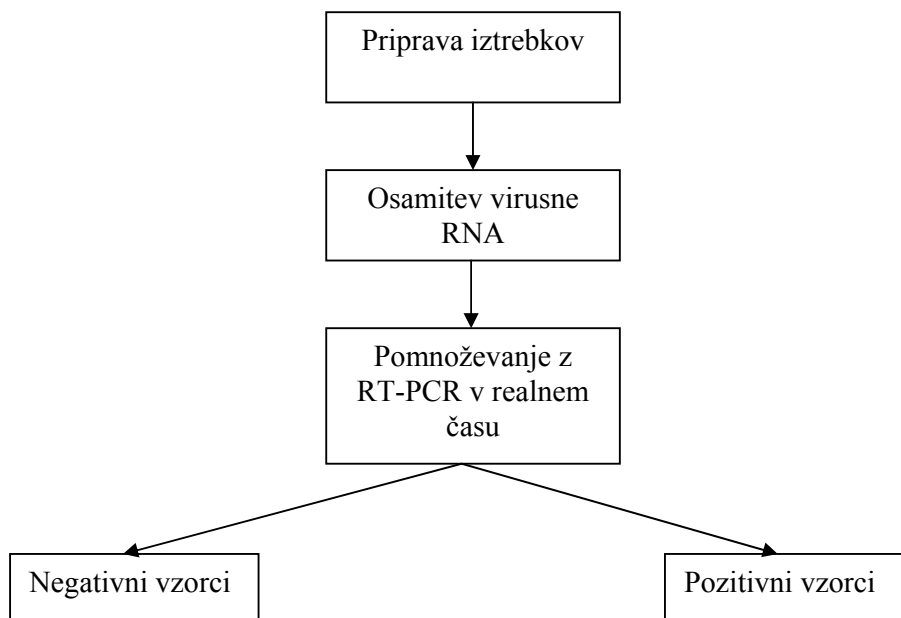 Priprava iztrebkov
Osamitev virusne
RNA
Pomnoževanje z
RT-PCR v realnem
času
Negativni vzorci
Pozitivni vzorci